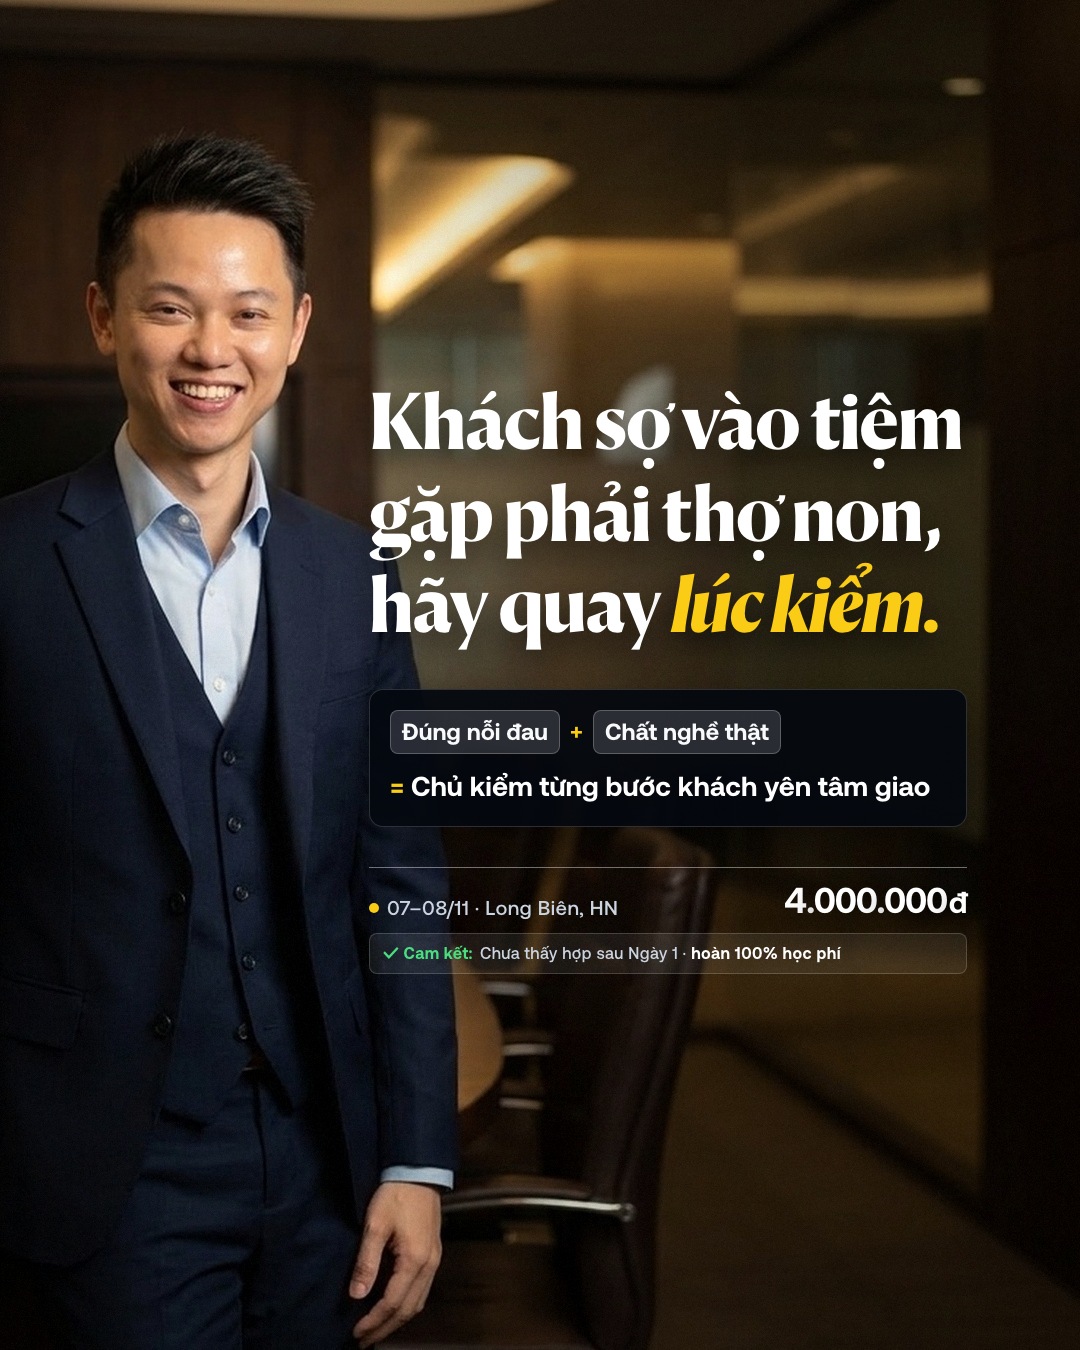 Khách sợ vào tiệm
gặp phải thợ non,
hãy quay lúc kiểm.
Đúng nỗi đau + Chất nghề thật
= Chủ kiểm từng bước khách yên tâm giao
07–08/11 · Long Biên, HN
4.000.000đ
Cam kết: Chưa thấy hợp sau Ngày 1 · hoàn 100% học phí